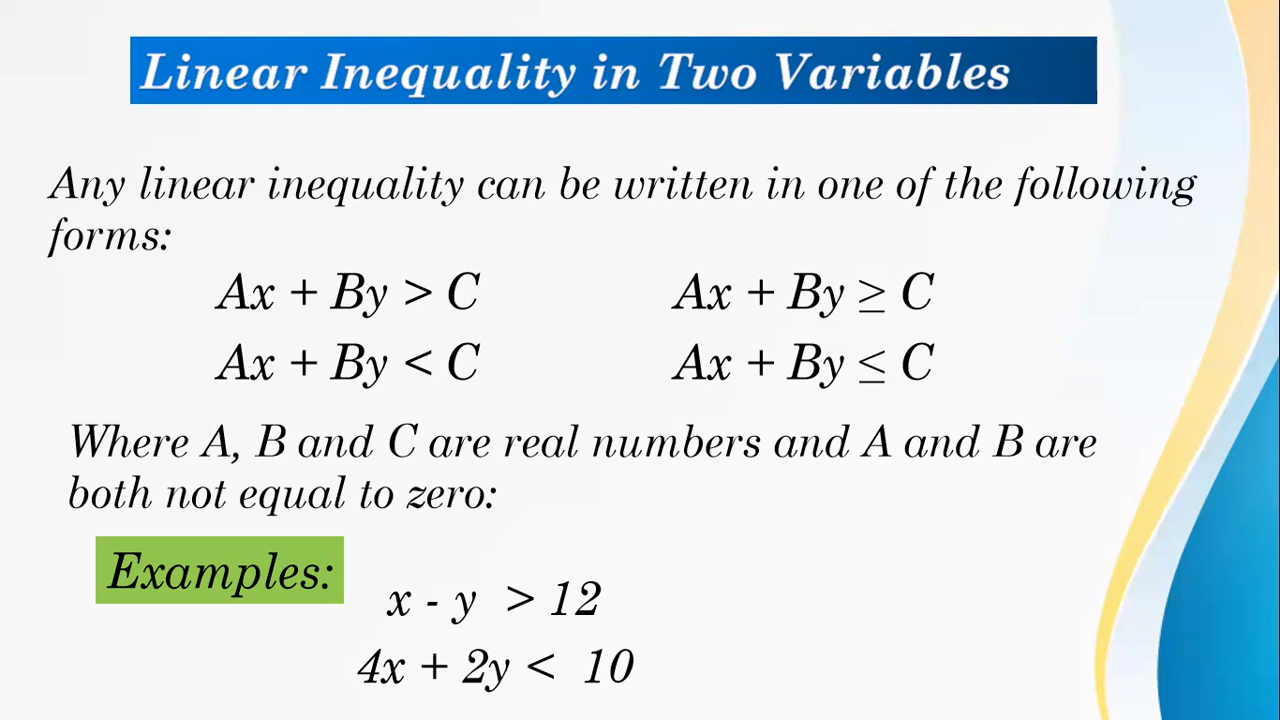 Linear Inequality in Two Variables
Any linear inequality can be written in one of the following
forms:
Ax + By > C
Ax + By ≥ C
Ax + By < C
Ax + By ≤ C
Where A, B and C are real numbers and A and B are
both not equal to zero:
Examples:
x - y > 12
4x + 2y < 10